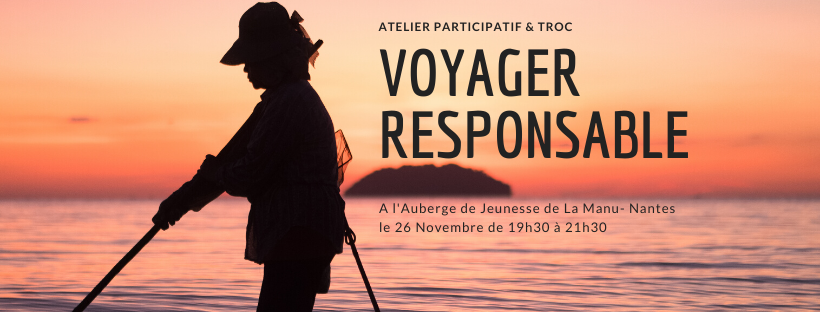 ATELIER PARTICIPATIF & TROC
VOYAGER
RESPONSABLE
A l'Auberge de Jeunesse de La Manu- Nantes
le 26 Novembre de 19h30 à 21h30